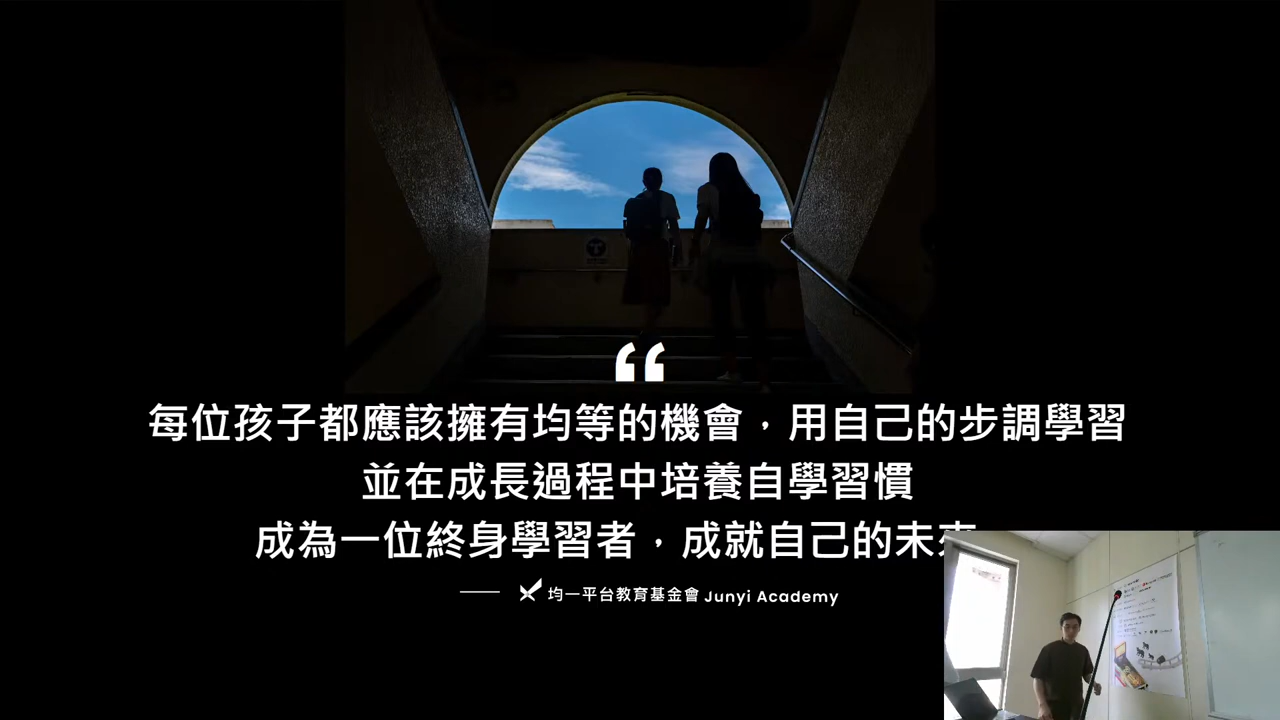 每位孩子都應該擁有均等的機會，用自己的步調學習
並在成長過程中培養自學習慣
成為一位終身學習者，成就自己的未來
均一平台教育基金會 Junyi Academy